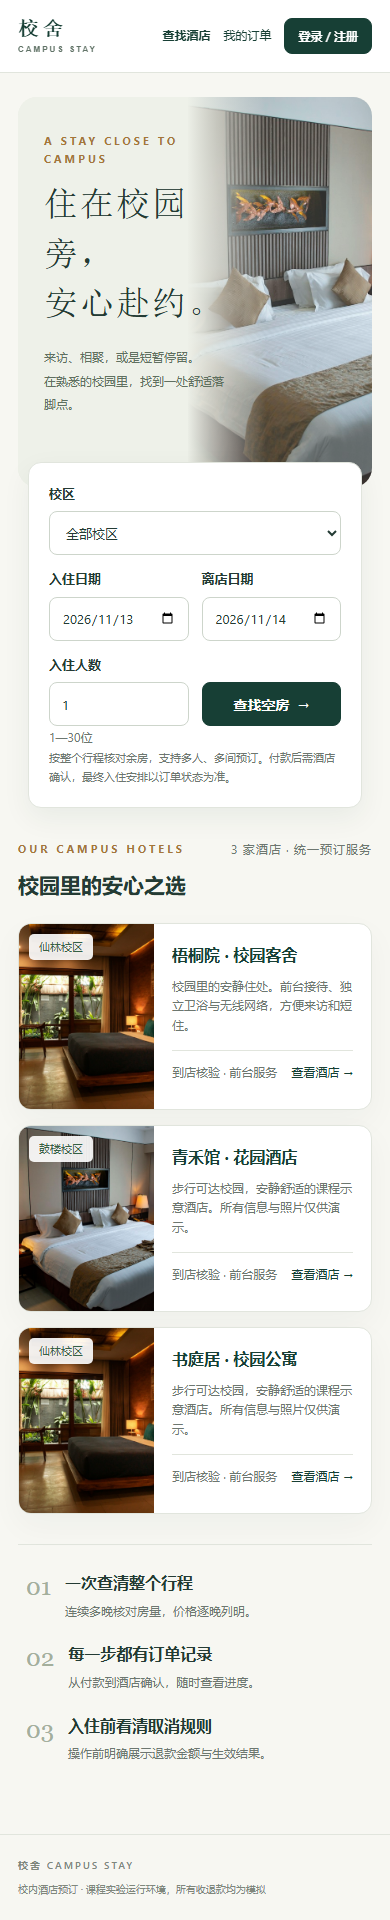 校舍
CAMPUS STAY
查找酒店 我的订单 登录 / 注册
A STAY CLOSE TO
CAMPUS
住在校园
旁，
安心赴约。
来访、相聚，或是短暂停留。
在熟悉的校园里，找到一处舒适落
脚点。
校区
全部校区
入住日期 离店日期
2026/11/13 2026/11/14
入住人数
1 查找空房 →
1—30位
按整个行程核对余房，支持多人、多间预订。付款后需酒店
确认，最终入住安排以订单状态为准。
OUR CAMPUS HOTELS 3 家酒店 · 统一预订服务
校园里的安心之选
仙林校区
梧桐院 · 校园客舍
校园里的安静住处。前台接待、独
立卫浴与无线网络，方便来访和短
住。
到店核验 · 前台服务 查看酒店 →
鼓楼校区
青禾馆 · 花园酒店
步行可达校园，安静舒适的课程示
意酒店。所有信息与照片仅供演
示。
到店核验 · 前台服务 查看酒店 →
仙林校区
书庭居 · 校园公寓
步行可达校园，安静舒适的课程示
意酒店。所有信息与照片仅供演
示。
到店核验 · 前台服务 查看酒店 →
01 一次查清整个行程
连续多晚核对房量，价格逐晚列明。
02 每一步都有订单记录
从付款到酒店确认，随时查看进度。
03 入住前看清取消规则
操作前明确展示退款金额与生效结果。
校舍 CAMPUS STAY
校内酒店预订 · 课程实验运行环境，所有收退款均为模拟